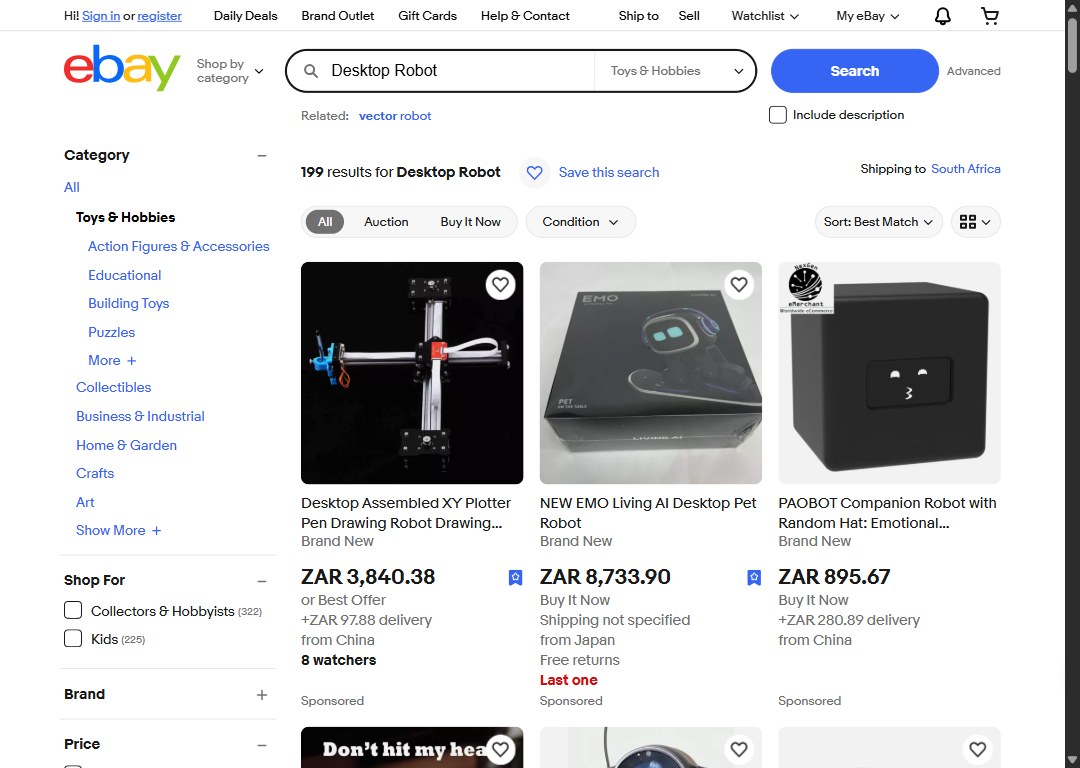 Hi! Sign in or register
Daily Deals
Brand Outlet
Gift Cards
Help & Contact
Ship to
Sell
Watchlist
My eBay
ebay
Shop by category
Desktop Robot
Toys & Hobbies
Search
Advanced
Related: vector robot
Include description
Category
All
Toys & Hobbies
Action Figures & Accessories
Educational
Building Toys
Puzzles
More +
Collectibles
Business & Industrial
Home & Garden
Crafts
Art
Show More +
Shop For
Collectors & Hobbyists (322)
Kids (225)
Brand
Price
199 results for Desktop Robot
Save this search
Shipping to South Africa
All
Auction
Buy It Now
Condition
Sort: Best Match
Desktop Assembled XY Plotter
Pen Drawing Robot Drawing...
Brand New
ZAR 3,840.38
or Best Offer
+ZAR 97.88 delivery
from China
8 watchers
Sponsored
EMO
PET
ON THE TABLE
LIVING.AI
NEW EMO Living AI Desktop Pet
Robot
Brand New
ZAR 8,733.90
Buy It Now
Shipping not specified
from Japan
Free returns
Last one
Sponsored
NexGen
eMerchant
Worldwide eCommerce
PAOBOT Companion Robot with
Random Hat: Emotional...
Brand New
ZAR 895.67
Buy It Now
+ZAR 280.89 delivery
from China
Sponsored
Don't hit my hea